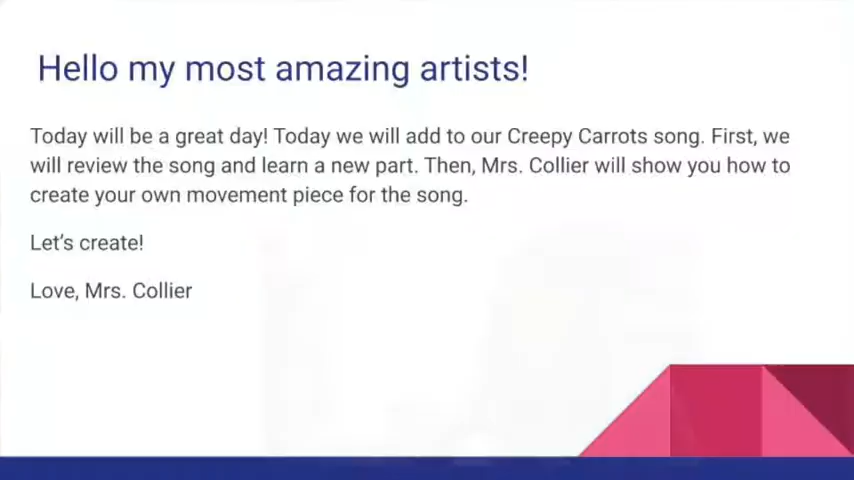 Hello my most amazing artists!
Today will be a great day! Today we will add to our Creepy Carrots song. First, we
will review the song and learn a new part. Then, Mrs. Collier will show you how to
create your own movement piece for the song.
Let’s create!
Love, Mrs. Collier